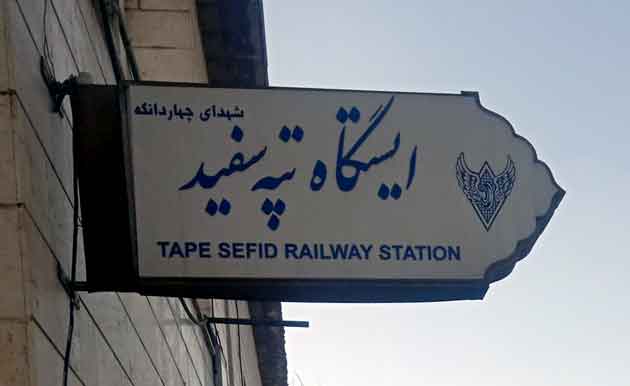 شهدای چهاردانگه
ایستگاه تپه سفید
TAPE SEFID RAILWAY STATION